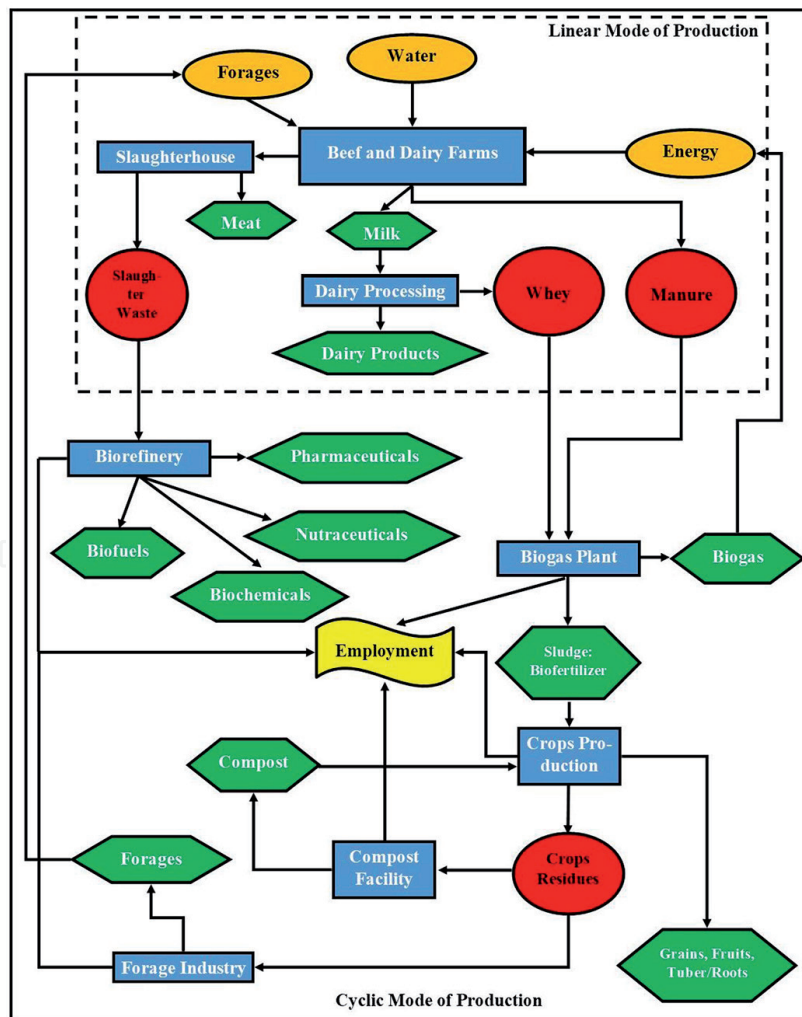 Linear Mode of Production
Water
Forages
Slaughterhouse
Beef and Dairy Farms
Energy
Meat
Milk
Slaugh-
ter
Waste
Dairy Processing
Whey
Manure
Dairy Products
Biorefinery
Pharmaceuticals
Nutraceuticals
Biofuels
Biochemicals
Biogas Plant
Biogas
Employment
Sludge:
Biofertilizer
Compost
Crops Pro-
duction
Forages
Compost
Facility
Crops
Residues
Forage Industry
Grains, Fruits,
Tuber/Roots
Cyclic Mode of Production